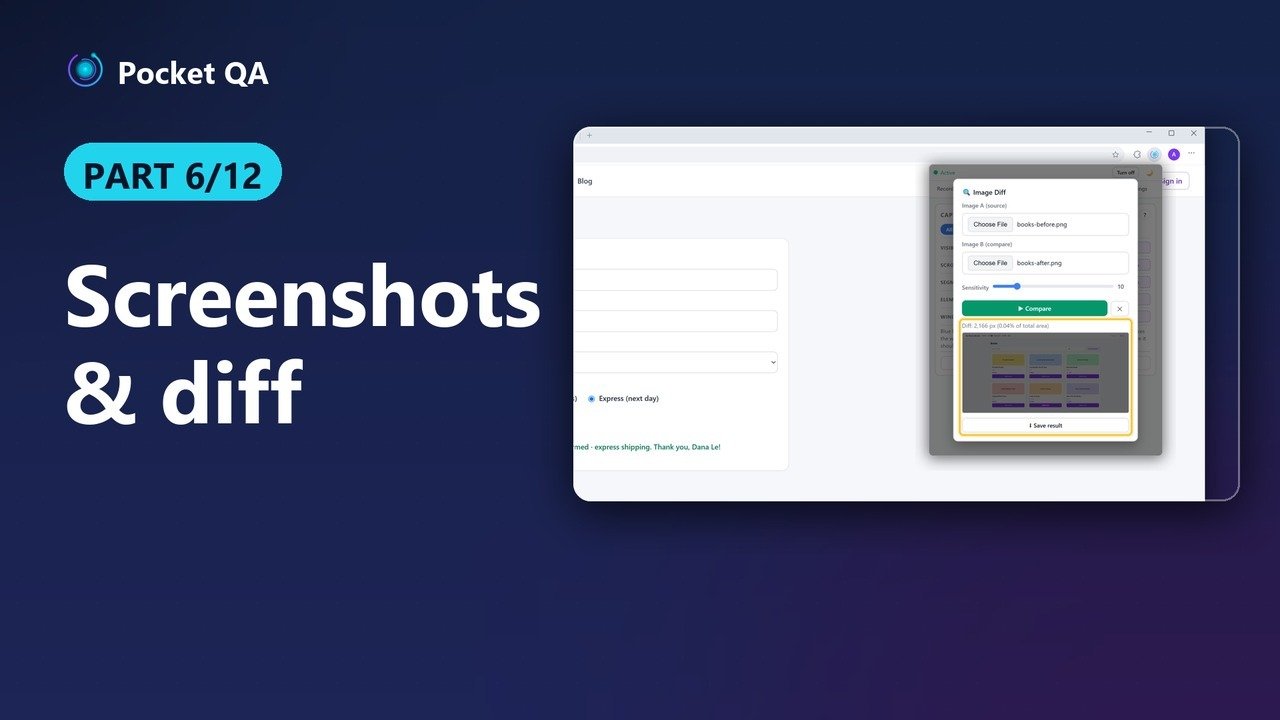 Pocket QA
PART 6/12
Screenshots
& diff
Blog
Sign in
Active
Turn off
Image Diff
Image A (source)
Choose File books-before.png
Image B (compare)
Choose File books-after.png
Sensitivity 10
▶ Compare
Diff: 2,166 px (0.04% of total area)
⬇ Save result
Express (next day)
med - express shipping. Thank you, Dana Le!